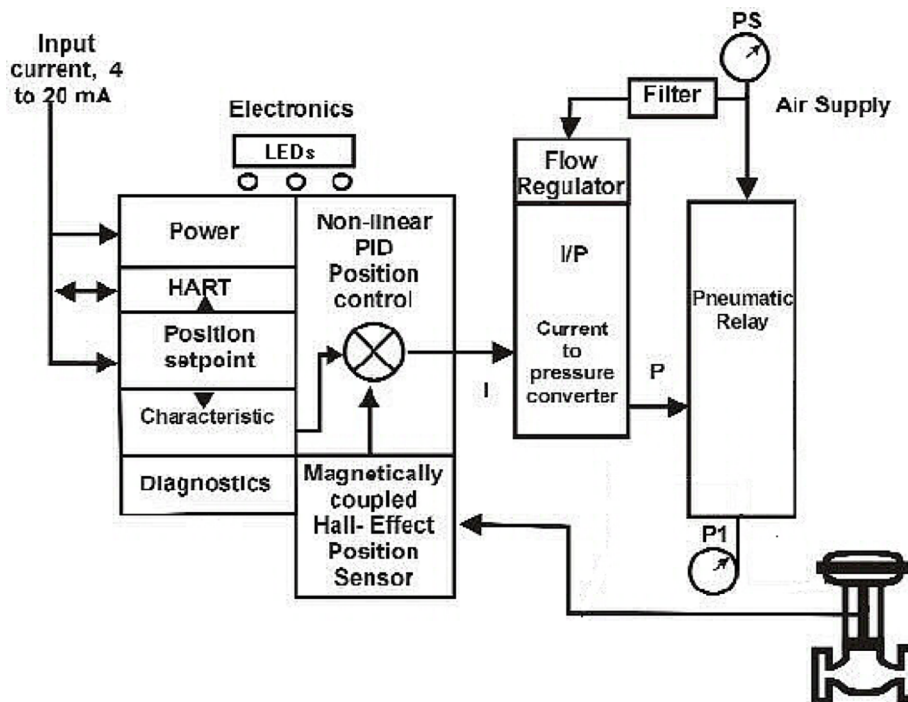 Input
current, 4
to 20 mA
Electronics
LEDs
Power
HART
Position
setpoint
Characteristic
Diagnostics
Non-linear
PID
Position
control
Magnetically
coupled
Hall- Effect
Position
Sensor
I
Flow
Regulator
I/P
Current
to
pressure
converter
P
Filter
PS
Air Supply
Pneumatic
Relay
P1